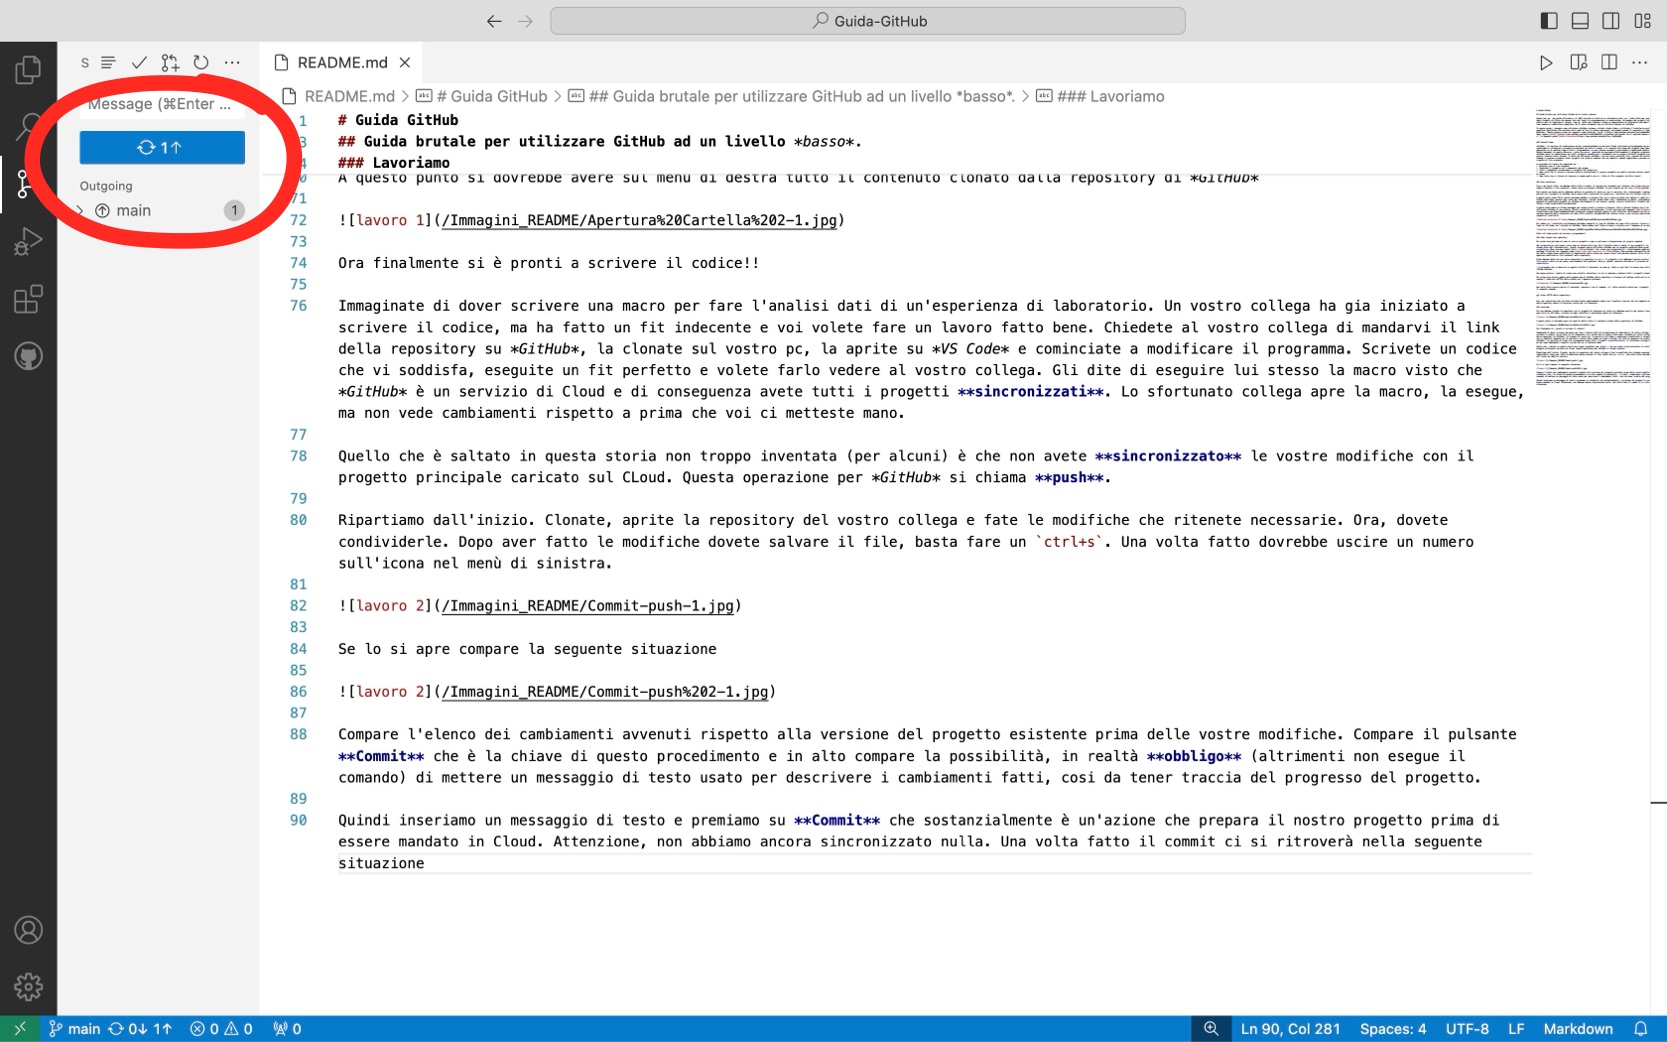 Guida-GitHub
S
README.md
Message (⌘Enter ...
1↑
Outgoing
main
1
README.md > # Guida GitHub > ## Guida brutale per utilizzare GitHub ad un livello *basso*. > ### Lavoriamo
1 # Guida GitHub
3 ## Guida brutale per utilizzare GitHub ad un livello *basso*.
4 ### Lavoriamo
0 A questo punto si dovrebbe avere sul menù di destra tutto il contenuto clonato dalla repository di *GitHub*
71
72 ![lavoro 1](/Immagini_README/Apertura%20Cartella%202-1.jpg)
73
74 Ora finalmente si è pronti a scrivere il codice!!
75
76 Immaginate di dover scrivere una macro per fare l'analisi dati di un'esperienza di laboratorio. Un vostro collega ha gia iniziato a
scrivere il codice, ma ha fatto un fit indecente e voi volete fare un lavoro fatto bene. Chiedete al vostro collega di mandarvi il link
della repository su *GitHub*, la clonate sul vostro pc, la aprite su *VS Code* e cominciate a modificare il programma. Scrivete un codice
che vi soddisfa, eseguite un fit perfetto e volete farlo vedere al vostro collega. Gli dite di eseguire lui stesso la macro visto che
*GitHub* è un servizio di Cloud e di conseguenza avete tutti i progetti **sincronizzati**. Lo sfortunato collega apre la macro, la esegue,
ma non vede cambiamenti rispetto a prima che voi ci metteste mano.
77
78 Quello che è saltato in questa storia non troppo inventata (per alcuni) è che non avete **sincronizzato** le vostre modifiche con il
progetto principale caricato sul CLoud. Questa operazione per *GitHub* si chiama **push**.
79
80 Ripartiamo dall'inizio. Clonate, aprite la repository del vostro collega e fate le modifiche che ritenete necessarie. Ora, dovete
condividerle. Dopo aver fatto le modifiche dovete salvare il file, basta fare un `ctrl+s`. Una volta fatto dovrebbe uscire un numero
sull'icona nel menù di sinistra.
81
82 ![lavoro 2](/Immagini_README/Commit-push-1.jpg)
83
84 Se lo si apre compare la seguente situazione
85
86 ![lavoro 2](/Immagini_README/Commit-push%202-1.jpg)
87
88 Compare l'elenco dei cambiamenti avvenuti rispetto alla versione del progetto esistente prima delle vostre modifiche. Compare il pulsante
**Commit** che è la chiave di questo procedimento e in alto compare la possibilità, in realtà **obbligo** (altrimenti non esegue il
comando) di mettere un messaggio di testo usato per descrivere i cambiamenti fatti, cosi da tener traccia del progresso del progetto.
89
90 Quindi inseriamo un messaggio di testo e premiamo su **Commit** che sostanzialmente è un'azione che prepara il nostro progetto prima di
essere mandato in Cloud. Attenzione, non abbiamo ancora sincronizzato nulla. Una volta fatto il commit ci si ritroverà nella seguente
situazione
main 0↓ 1↑ 0 0 0 Ln 90, Col 281 Spaces: 4 UTF-8 LF Markdown